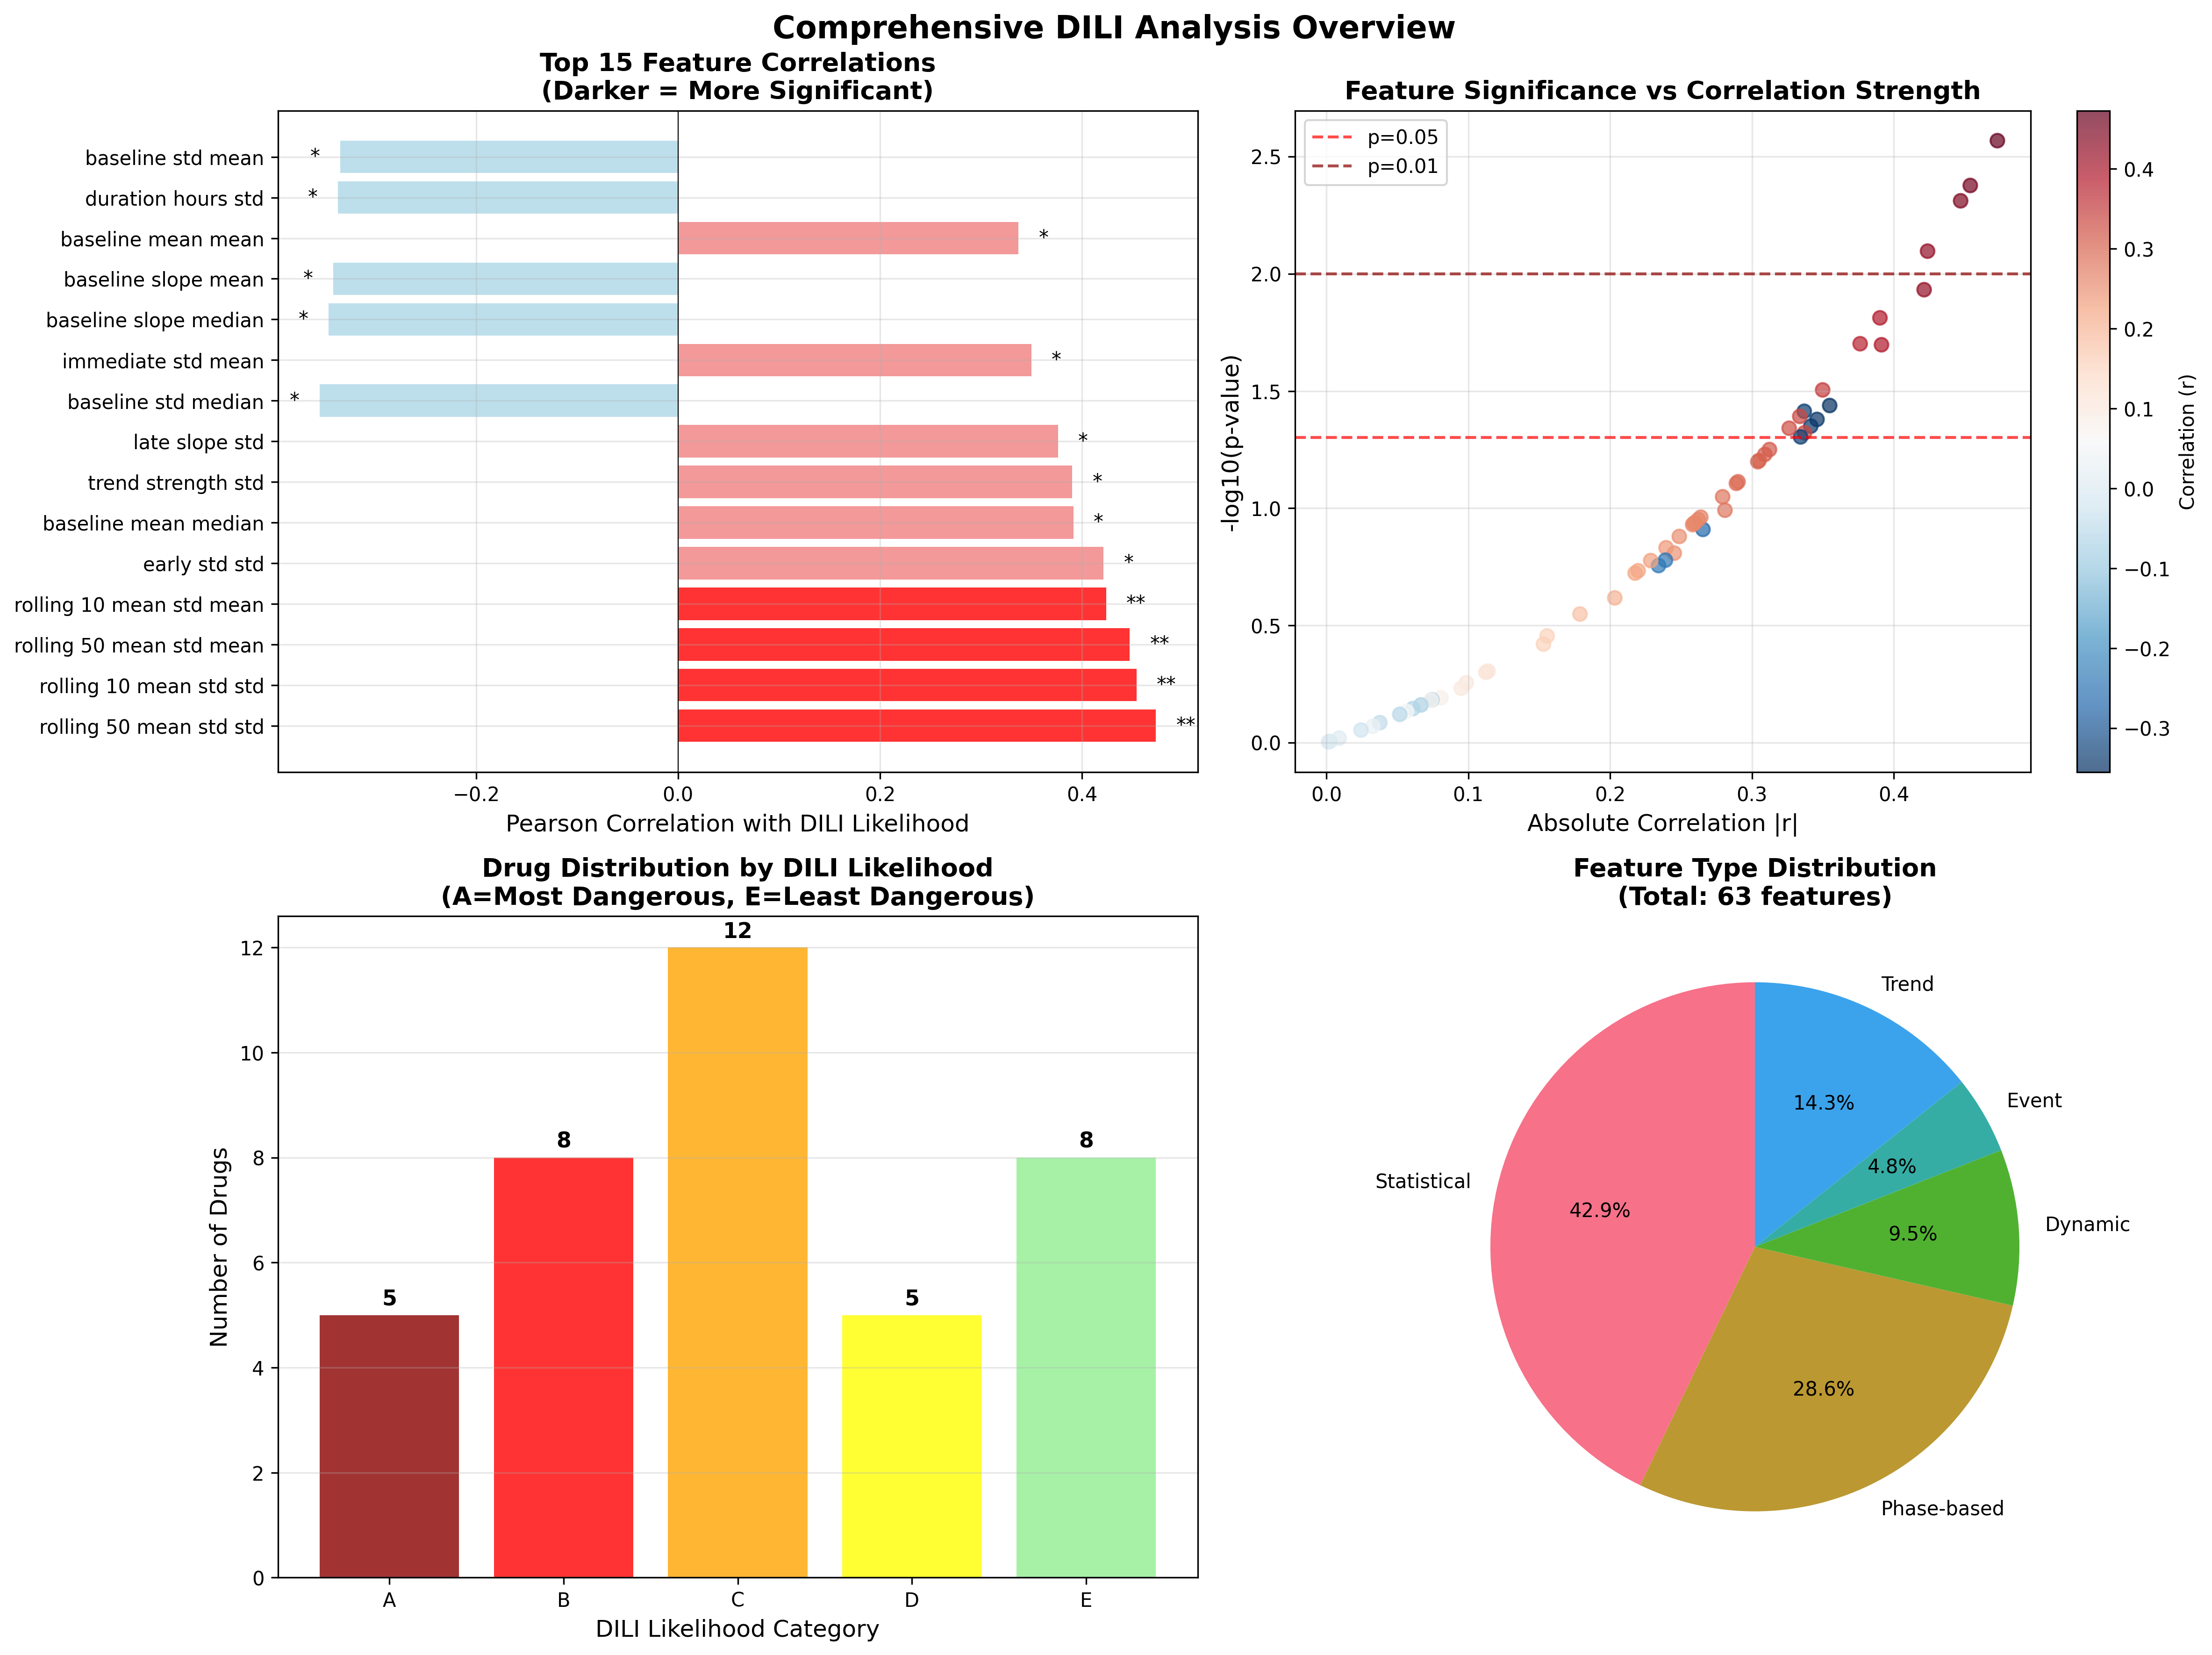 Comprehensive DILI Analysis Overview
Top 15 Feature Correlations
(Darker = More Significant)
baseline std mean
*
duration hours std
*
baseline mean mean
*
baseline slope mean
*
baseline slope median
*
immediate std mean
*
baseline std median
*
late slope std
*
trend strength std
*
baseline mean median
*
early std std
*
rolling 10 mean std mean
**
rolling 50 mean std mean
**
rolling 10 mean std std
**
rolling 50 mean std std
**
−0.2 0.0 0.2 0.4
Pearson Correlation with DILI Likelihood
Feature Significance vs Correlation Strength
p=0.05
p=0.01
-log10(p-value)
2.5
2.0
1.5
1.0
0.5
0.0
0.0 0.1 0.2 0.3 0.4
Absolute Correlation |r|
0.4
0.3
0.2
0.1
0.0
−0.1
−0.2
−0.3
Correlation (r)
Drug Distribution by DILI Likelihood
(A=Most Dangerous, E=Least Dangerous)
Number of Drugs
12
10
8
6
4
2
0
5
8
12
5
8
A B C D E
DILI Likelihood Category
Feature Type Distribution
(Total: 63 features)
Trend
14.3%
Event
4.8%
Dynamic
9.5%
Statistical
42.9%
Phase-based
28.6%